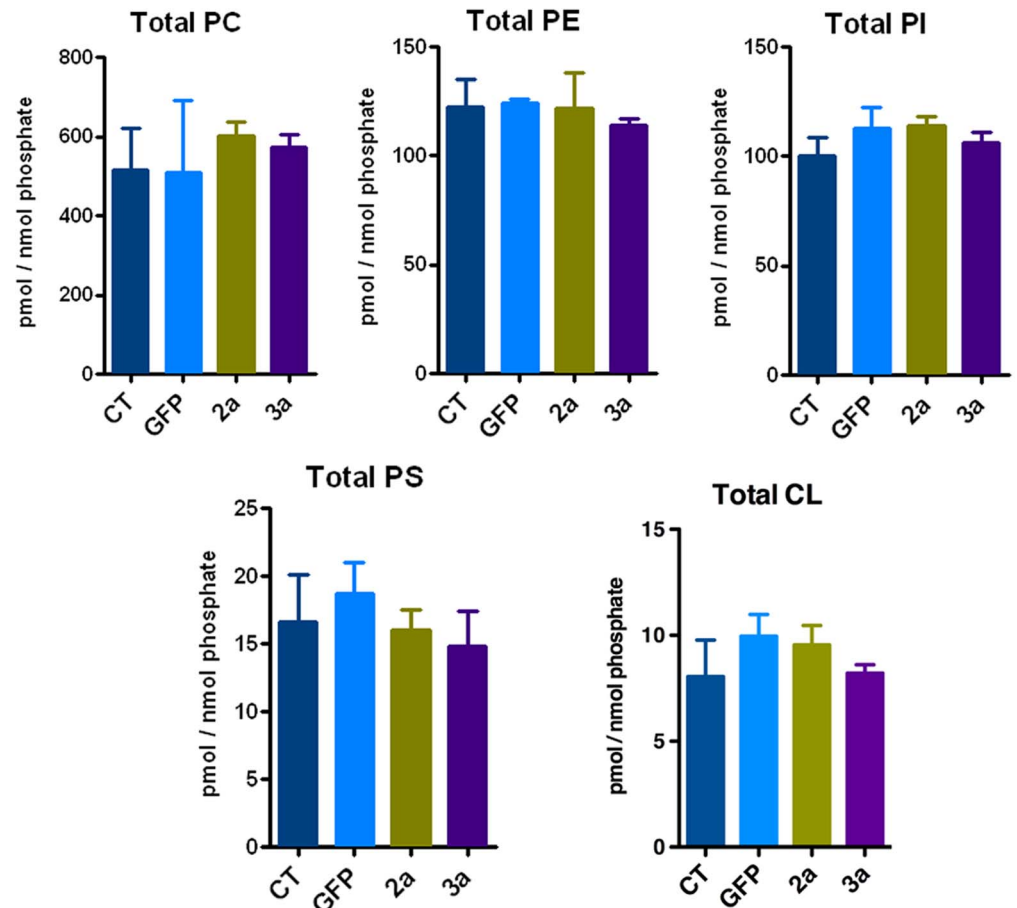 Total PC
pmol / nmol phosphate
800
600
400
200
0
CT
GFP
2a
3a
Total PE
pmol / nmol phosphate
150
100
50
0
CT
GFP
2a
3a
Total PI
pmol / nmol phosphate
150
100
50
0
CT
GFP
2a
3a
Total PS
pmol / nmol phosphate
25
20
15
10
5
0
CT
GFP
2a
3a
Total CL
pmol / nmol phosphate
15
10
5
0
CT
GFP
2a
3a